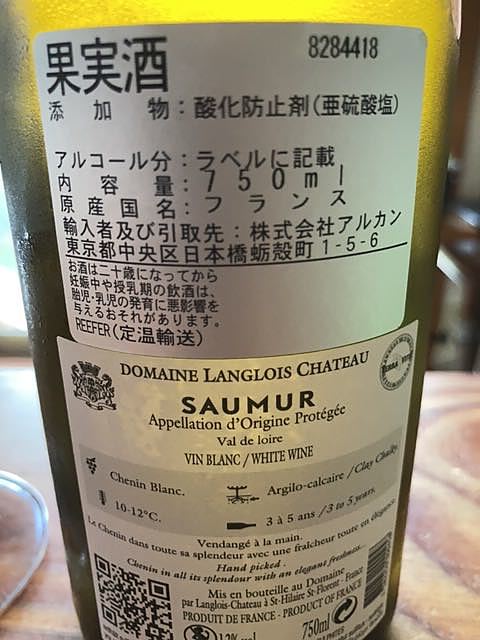 果実酒 8284418
添加物：酸化防止剤(亜硫酸塩)
アルコール分：ラベルに記載
内容量：750ml
原産国名：フランス
輸入者及び引取先：株式会社アルカン
東京都中央区日本橋蛎殻町1-5-6
お酒は二十歳になってから
妊娠中や授乳期の飲酒は、
胎児・乳児の発育に悪影響を
与えるおそれがあります。
REEFER(定温輸送)
DOMAINE LANGLOIS CHATEAU
SAUMUR
Appellation d'Origine Protégée
Val de loire
VIN BLANC / WHITE WINE
Chenin Blanc.
Argilo-calcaire / Clay Chalky.
10-12°C.
3 à 5 ans / 3 to 5 years.
Le Chenin dans toute sa splendeur avec une fraîcheur toute en élégance.
Vendangé à la main.
Chenin in all its splendour with an elegant freshness.
Hand picked.
Mis en bouteille au Domaine
par Langlois-Chateau à St-Hilaire St-Florent - France
PRODUIT DE FRANCE - PRODUCT OF FRANCE
12% vol
750ml